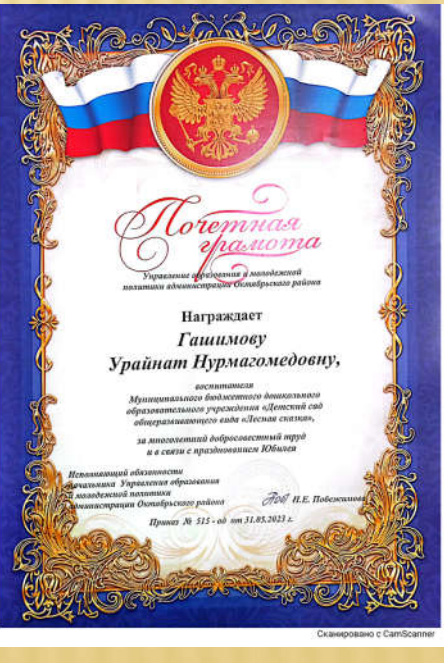 Почетная
грамота
Управление образования и молодежной
политики администрации Октябрьского района
Награждает
Гашимову
Урайнат Нурмагомедовну,
воспитателя
Муниципального бюджетного дошкольного
образовательного учреждения «Детский сад
общеразвивающего вида «Лесная сказка»,
за многолетний добросовестный труд
и в связи с празднованием Юбилея
Исполняющий обязанности
начальника Управления образования
и молодежной политики
администрации Октябрьского района
Н.Е. Побежимова
Приказ № 515 - од от 31.05.2023 г.
Сканировано с CamScanner